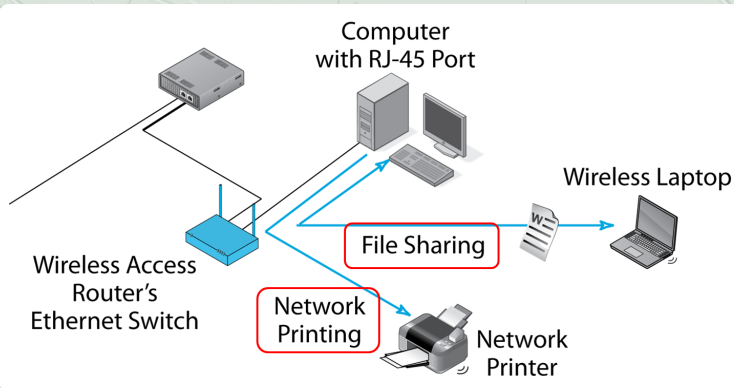 Computer
with RJ-45 Port
Wireless Laptop
W
File Sharing
Wireless Access
Router's
Ethernet Switch
Network
Printing
Network
Printer